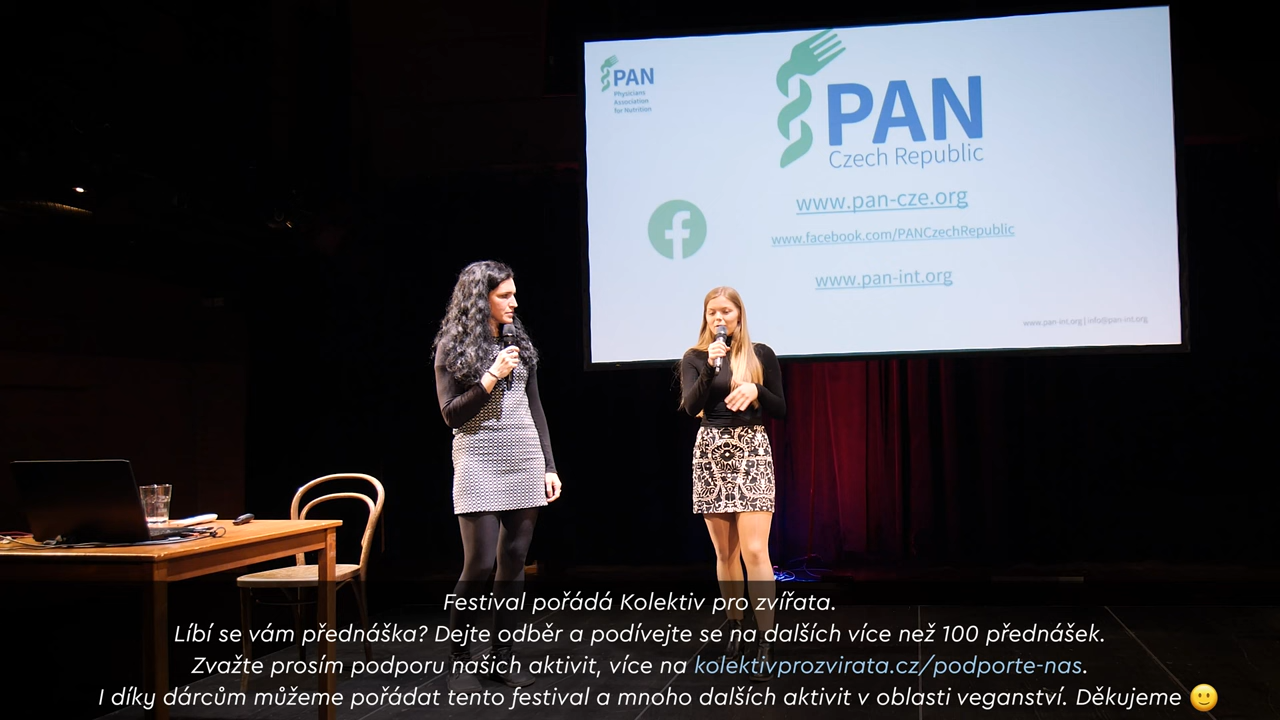 PAN
Physicians
Association
for Nutrition
PAN
Czech Republic
www.pan-cze.org
www.facebook.com/PANCzechRepublic
www.pan-int.org
www.pan-int.org | info@pan-int.org
Festival pořádá Kolektiv pro zvířata.
Líbí se vám přednáška? Dejte odběr a podívejte se na dalších více než 100 přednášek.
Zvažte prosím podporu našich aktivit, více na kolektivprozvirata.cz/podporte-nas.
I díky dárcům můžeme pořádat tento festival a mnoho dalších aktivit v oblasti veganství. Děkujeme 🙂